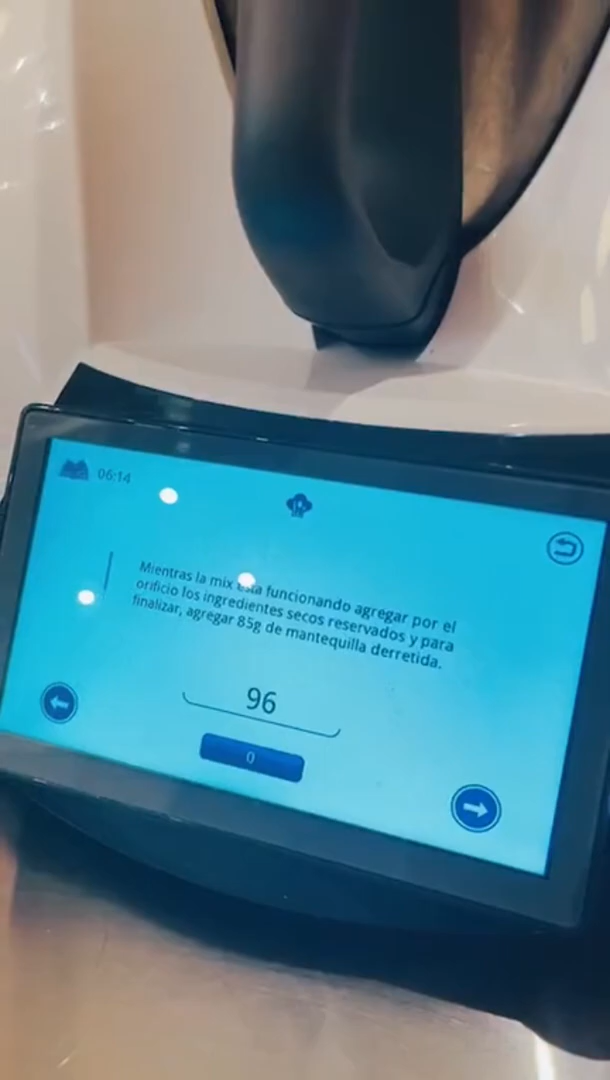 06:14
Mientras la mix esta funcionando agregar por el
orificio los ingredientes secos reservados y para
finalizar, agregar 85g de mantequilla derretida.
96
0